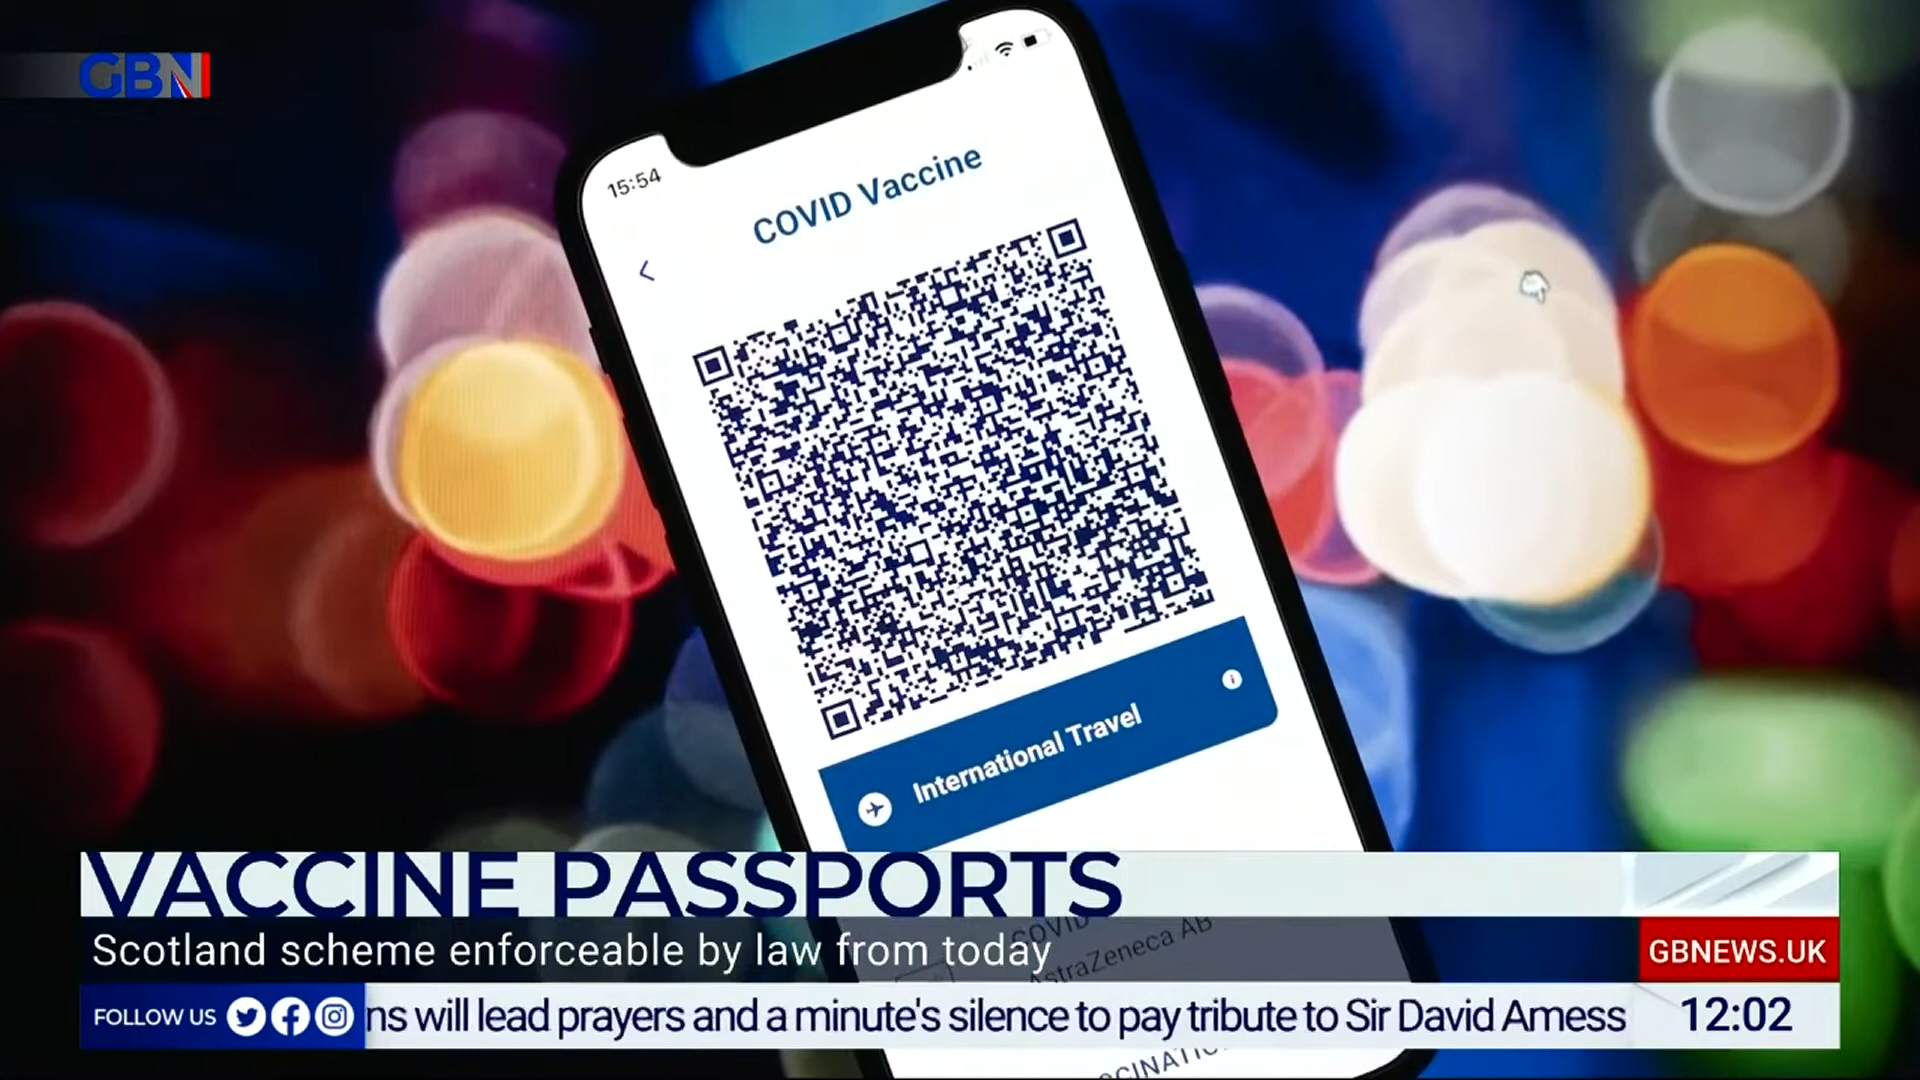 GBN
15:54
COVID Vaccine
International Travel
VACCINE PASSPORTS
COVID
AstraZeneca AB
Scotland scheme enforceable by law from today
GBNEWS.UK
FOLLOW US
ns will lead prayers and a minute's silence to pay tribute to Sir David Amess
12:02